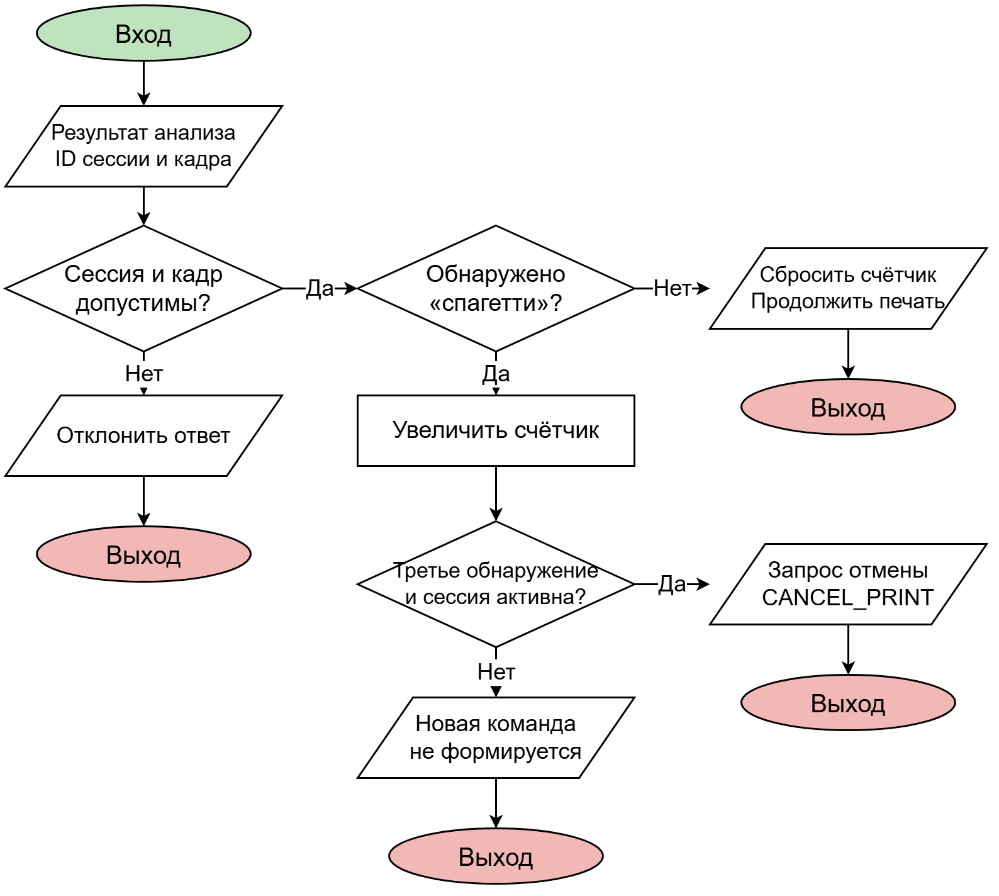 Вход
Результат анализа
ID сессии и кадра
Сессия и кадр
допустимы?
Да
Обнаружено
«спагетти»?
Нет
Сбросить счётчик
Продолжить печать
Выход
Нет
Отклонить ответ
Выход
Да
Увеличить счётчик
Третье обнаружение
и сессия активна?
Да
Запрос отмены
CANCEL_PRINT
Выход
Нет
Новая команда
не формируется
Выход